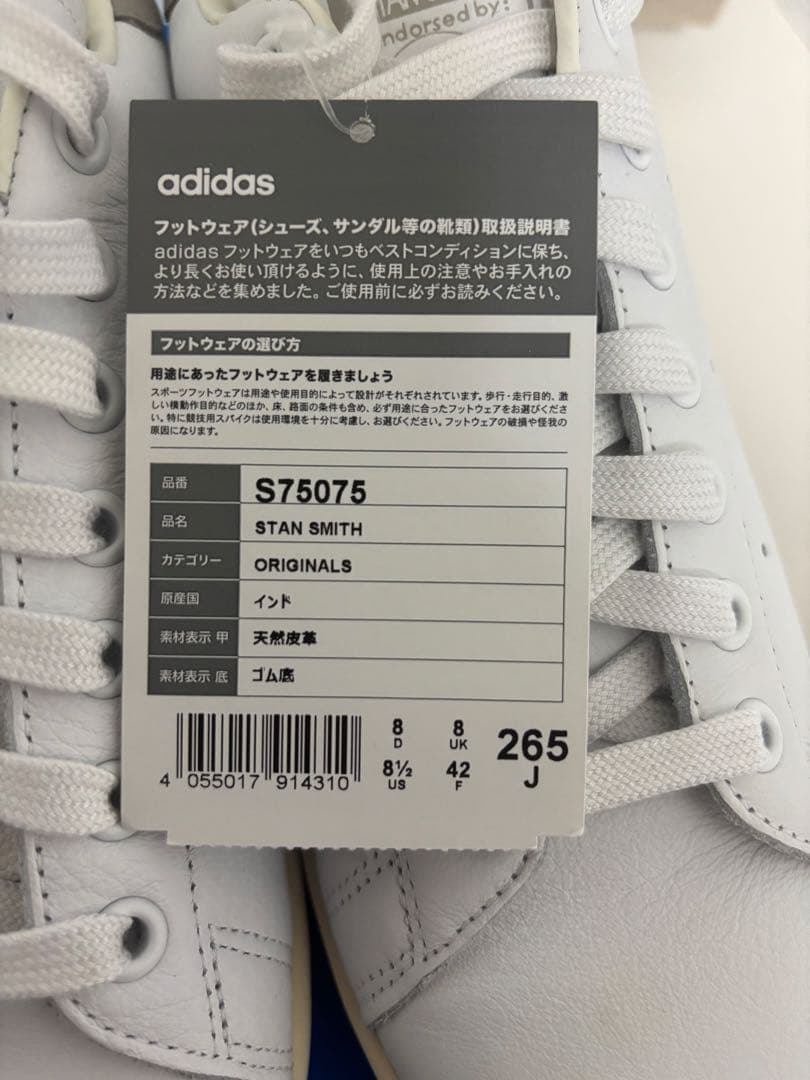 endorsed by:
adidas
フットウェア(シューズ、サンダル等の靴類)取扱説明書
adidas フットウェアをいつもベストコンディションに保ち、
より長くお使い頂けるように、使用上の注意やお手入れの
方法などを集めました。ご使用前に必ずお読みください。
フットウェアの選び方
用途にあったフットウェアを履きましょう
スポーツフットウェアは用途や使用目的によって設計がそれぞれされています。歩行・走行目的、激
しい横動作目的などのほか、床、路面の条件も含め、必ず用途に合ったフットウェアをお選びくださ
い。特に競技用スパイクは使用環境を十分に考慮し、お選びください。フットウェアの破損や怪我の
原因になります。
品番 S75075
品名 STAN SMITH
カテゴリー ORIGINALS
原産国 インド
素材表示 甲 天然皮革
素材表示 底 ゴム底
8 8 265
D UK J
8½ 42
US F
4 055017 914310